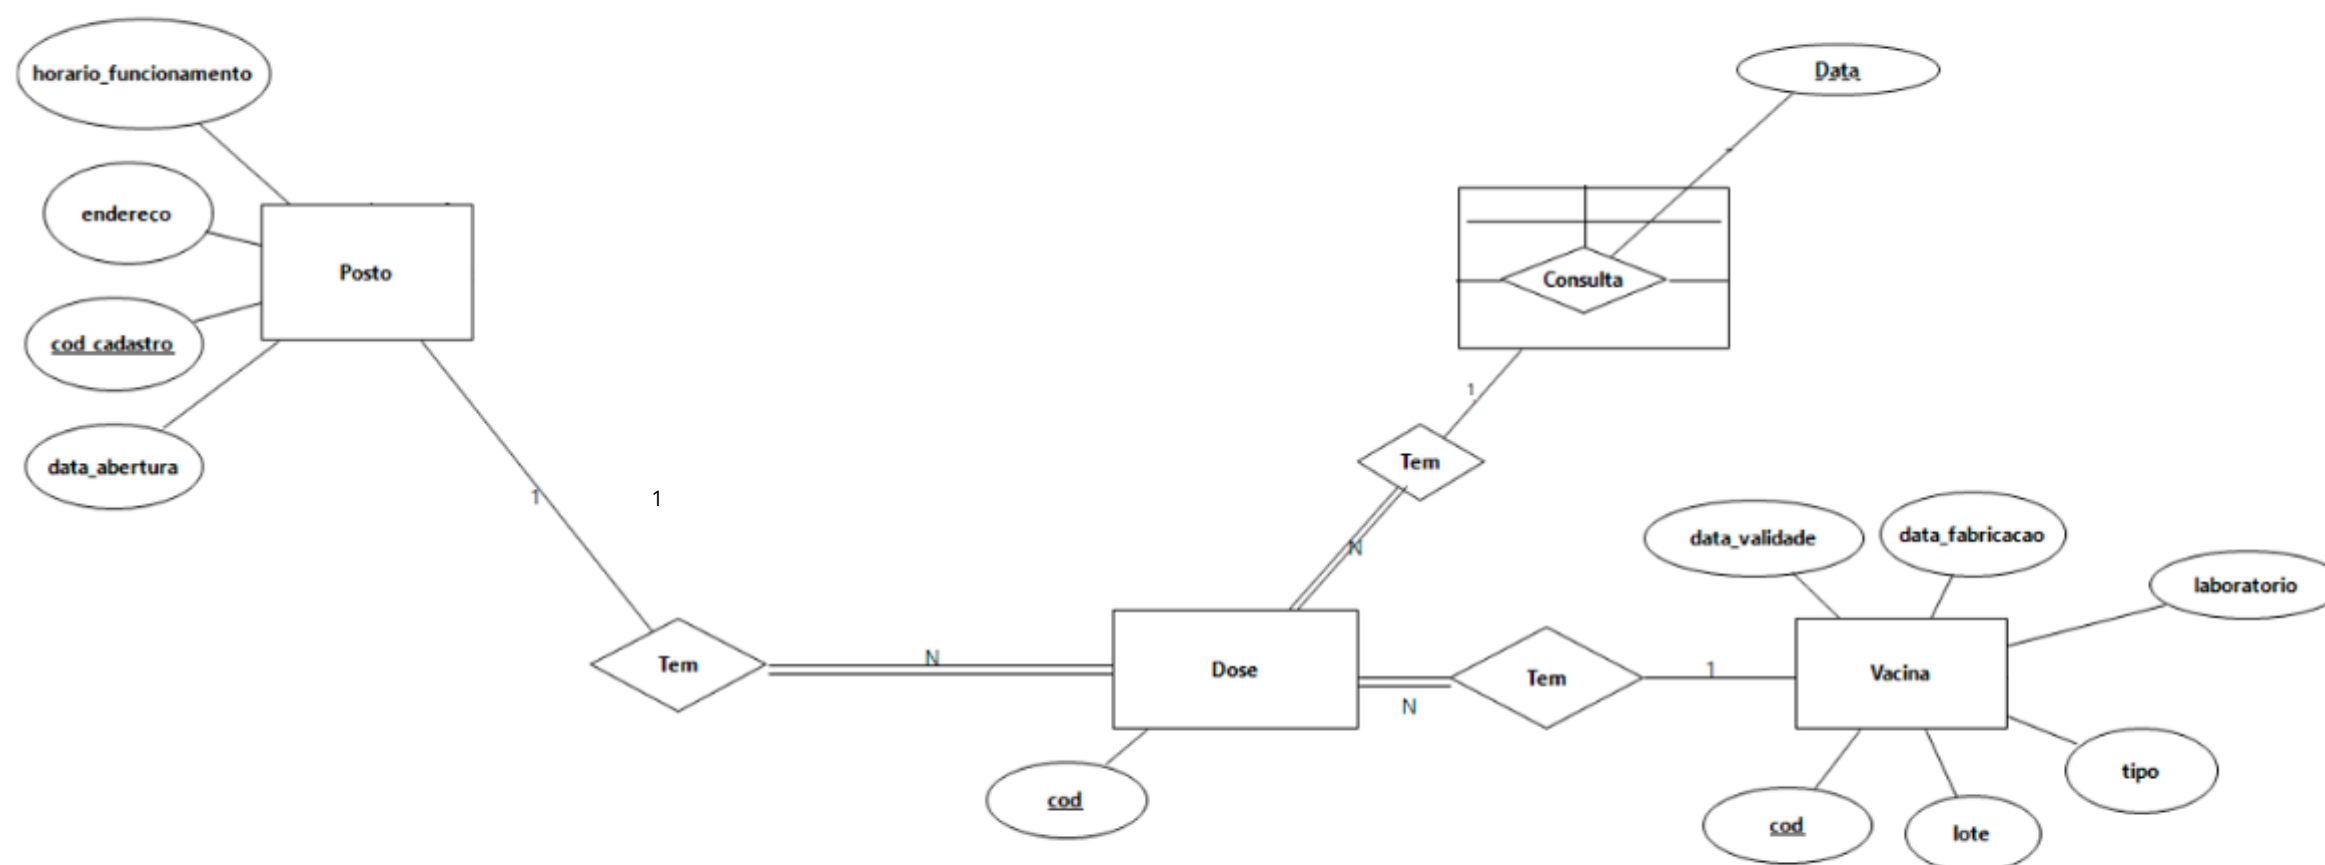 horario_funcionamento
Data
endereco
Posto
Consulta
cod_cadastro
1
data_abertura
Tem
1
1
data_validade
data_fabricacao
N
laboratorio
Tem
N
Dose
N
Tem
1
Vacina
cod
tipo
cod
lote